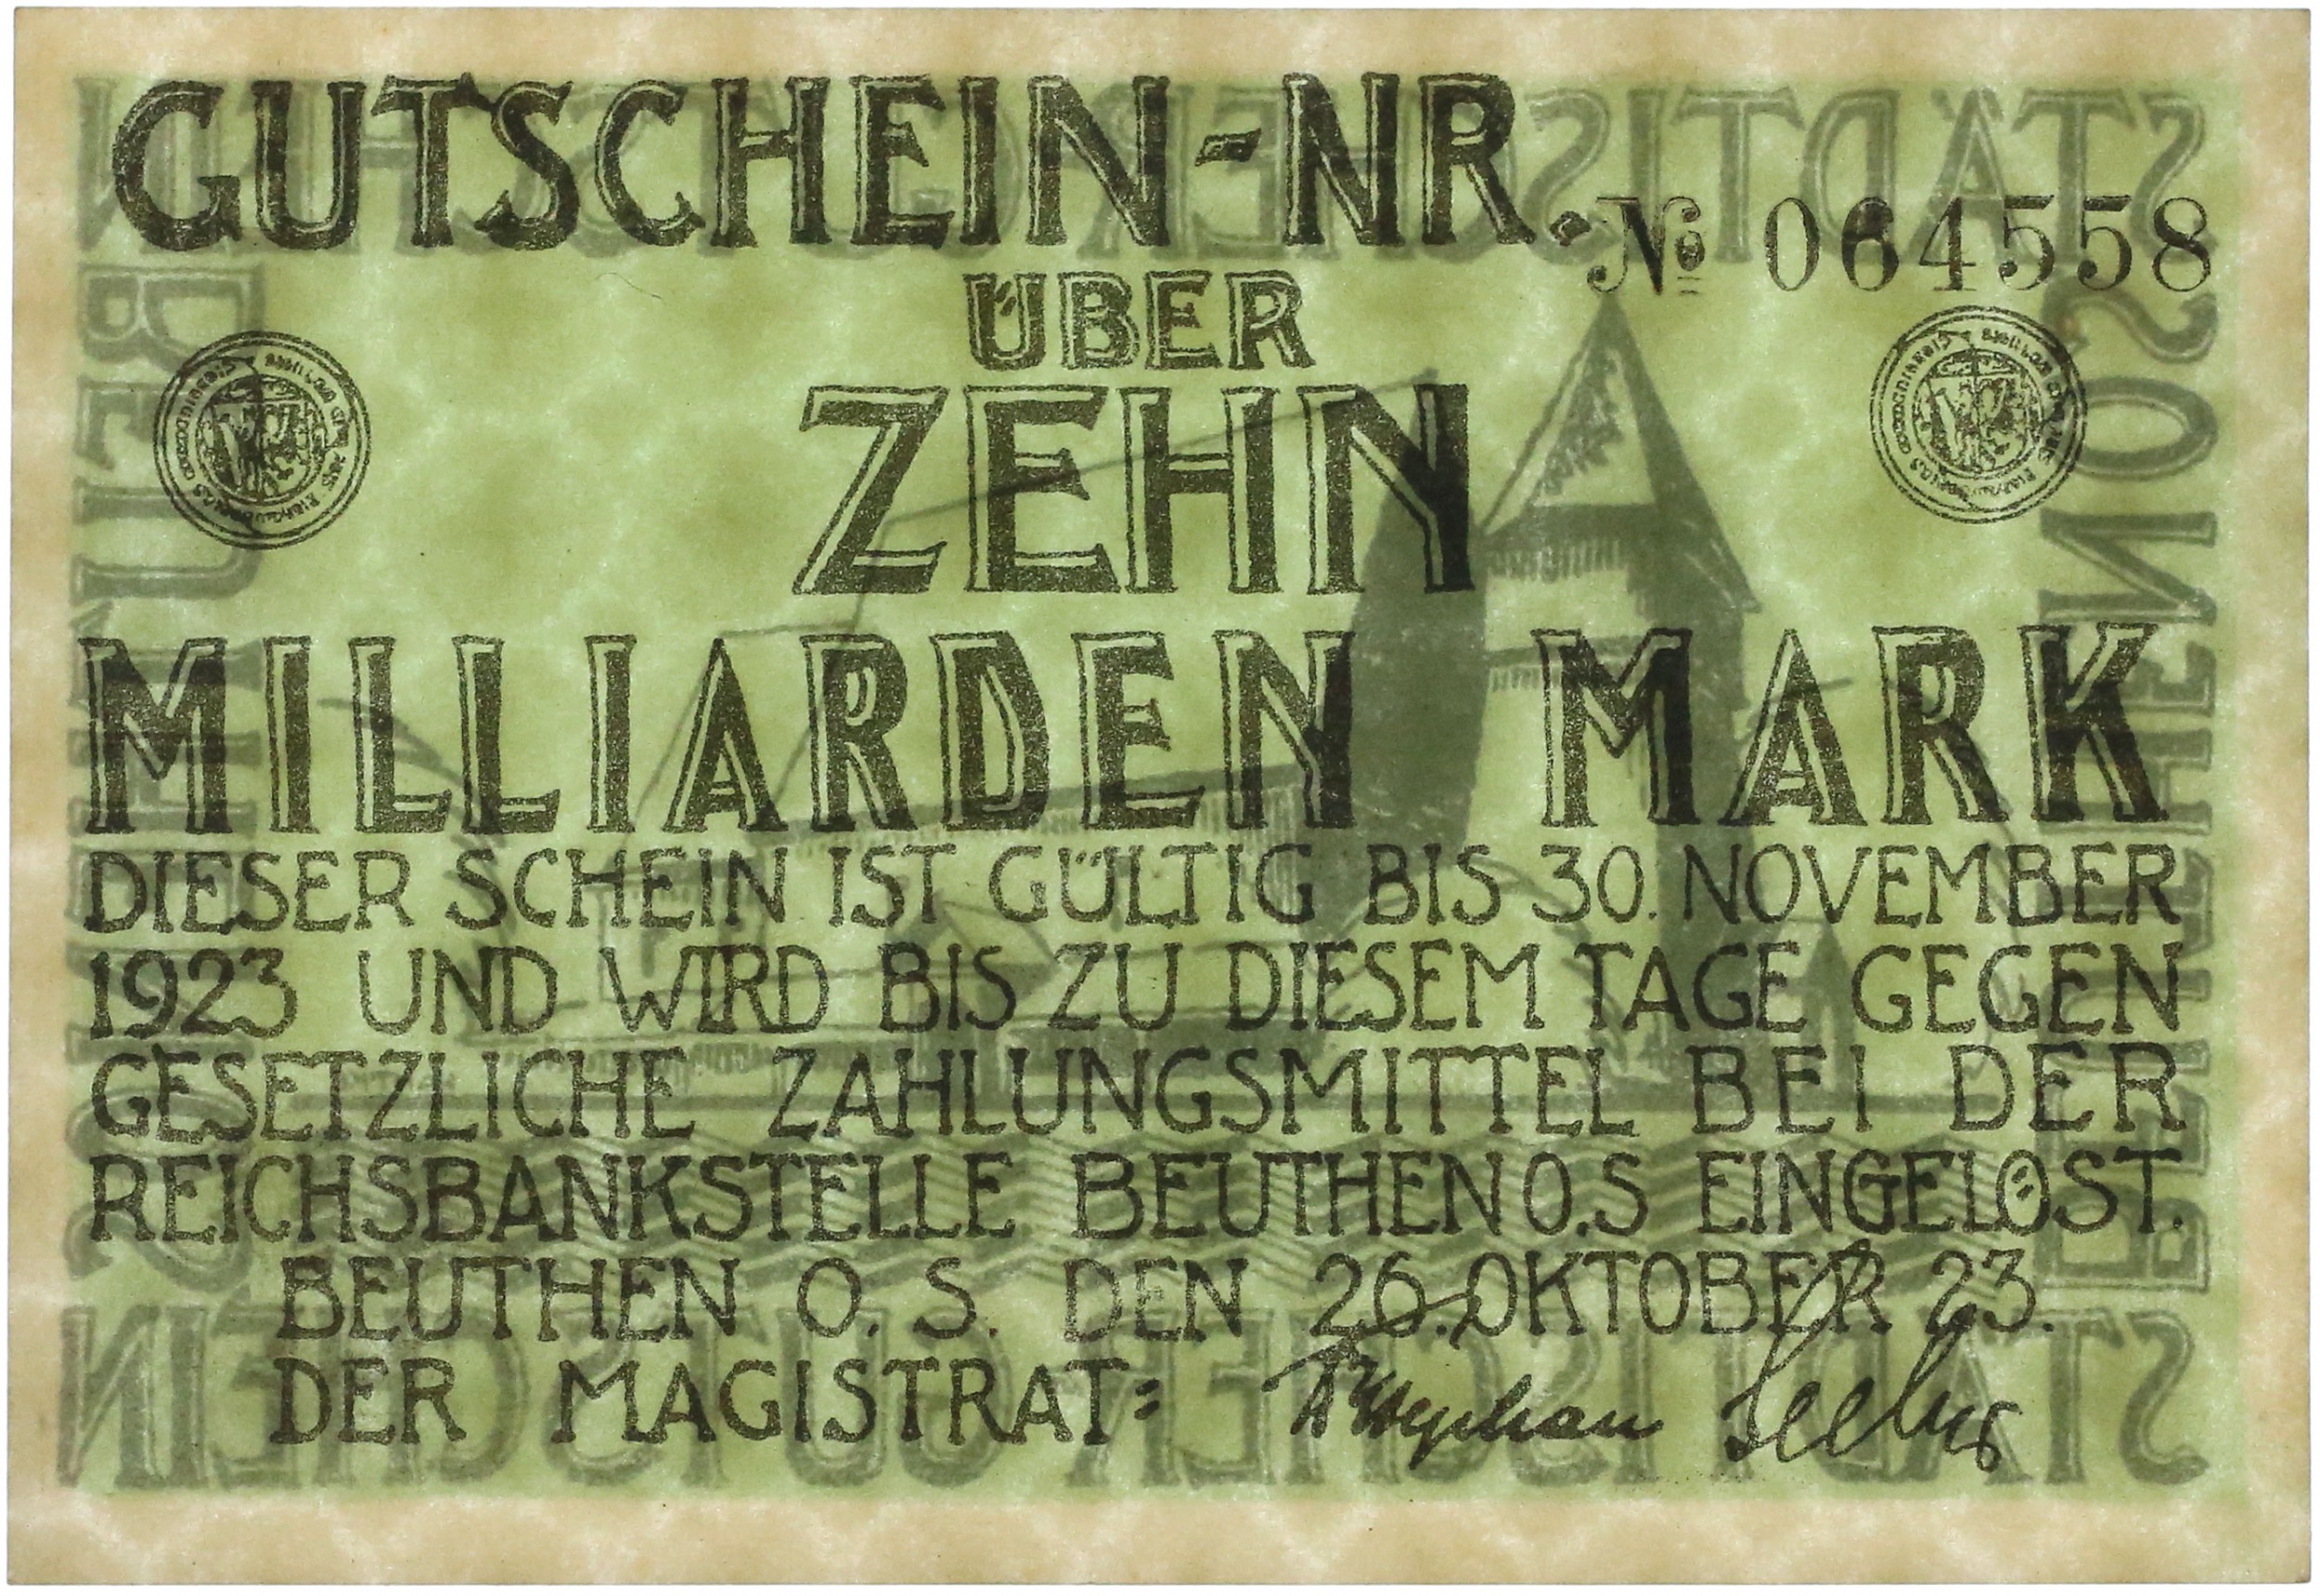 GUTSCHEIN-NR.
№ 064558
ÜBER
ZEHN
MILLIARDEN MARK
DIESER SCHEIN IST GÜLTIG BIS 30. NOVEMBER
1923 UND WIRD BIS ZU DIESEM TAGE GEGEN
GESETZLICHE ZAHLUNGSMITTEL BEI DER
REICHSBANKSTELLE BEUTHEN O.S EINGELÖST.
BEUTHEN O. S. DEN 26. OKTOBER 23.
DER MAGISTRAT: